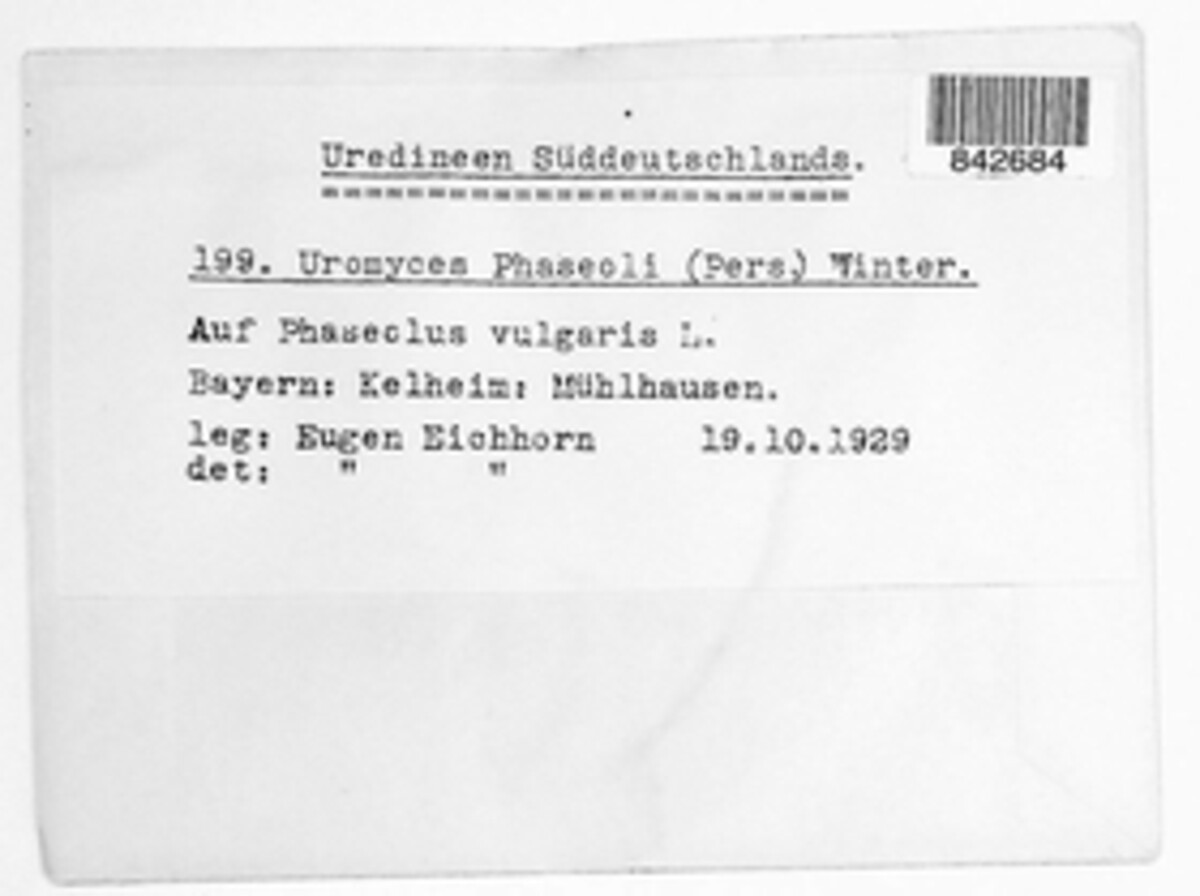 842684
Uredineen Süddeutschlands.
199. Uromyces Phaseoli (Pers.) Winter.
Auf Phaseolus vulgaris L.
Bayern: Kelheim: Mühlhausen.
leg: Eugen Eichhorn 19.10.1929
det: " "